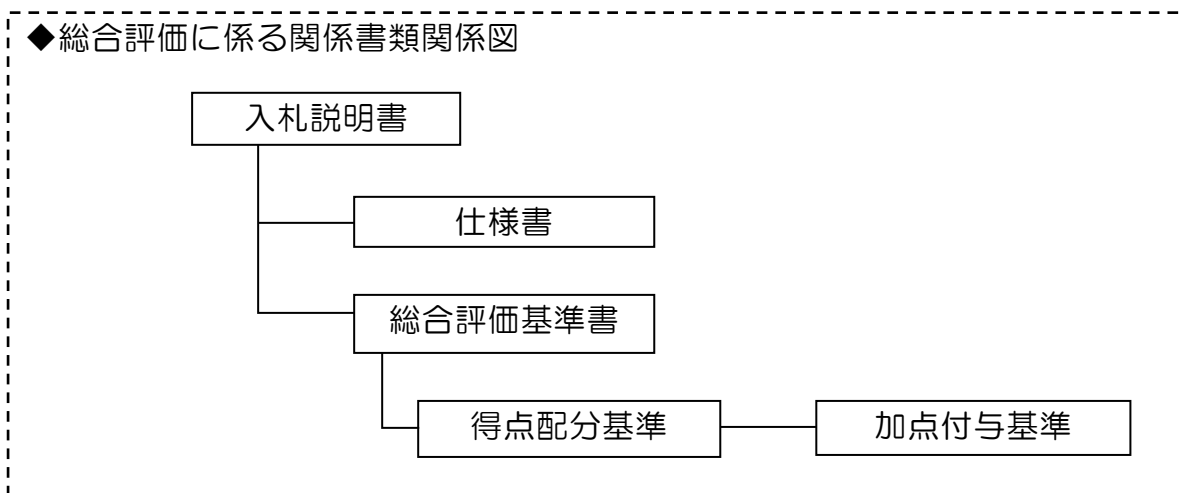 ◆総合評価に係る関係書類関係図
入札説明書
仕様書
総合評価基準書
得点配分基準
加点付与基準